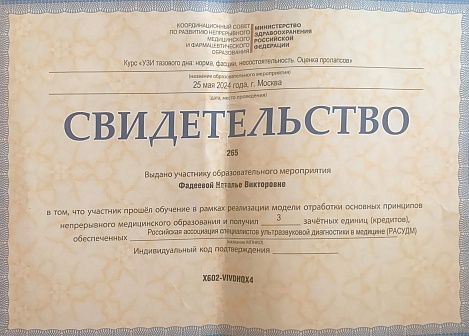 КООРДИНАЦИОННЫЙ СОВЕТ
ПО РАЗВИТИЮ НЕПРЕРЫВНОГО
МЕДИЦИНСКОГО
И ФАРМАЦЕВТИЧЕСКОГО
ОБРАЗОВАНИЯ
МИНИСТЕРСТВО
ЗДРАВООХРАНЕНИЯ
РОССИЙСКОЙ
ФЕДЕРАЦИИ
Курс «УЗИ тазового дна: норма, фасции, несостоятельность. Оценка пролапсов»
(название образовательного мероприятия)
25 мая 2024 года, г. Москва
(дата, место проведения)
СВИДЕТЕЛЬСТВО
265
Выдано участнику образовательного мероприятия
Фадеевой Наталье Викторовне
в том, что участник прошёл обучение в рамках реализации модели отработки основных принципов
непрерывного медицинского образования и получил 3 зачётных единиц (кредитов),
обеспеченных Российская ассоциация специалистов ультразвуковой диагностики в медицине (РАСУДМ)
Индивидуальный код подтверждения
X602-VIVDHQX4